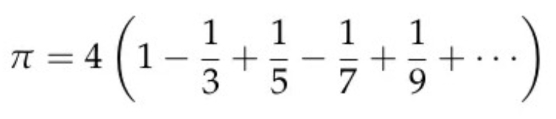 π = 4 (1 − 1/3 + 1/5 − 1/7 + 1/9 + ⋯)